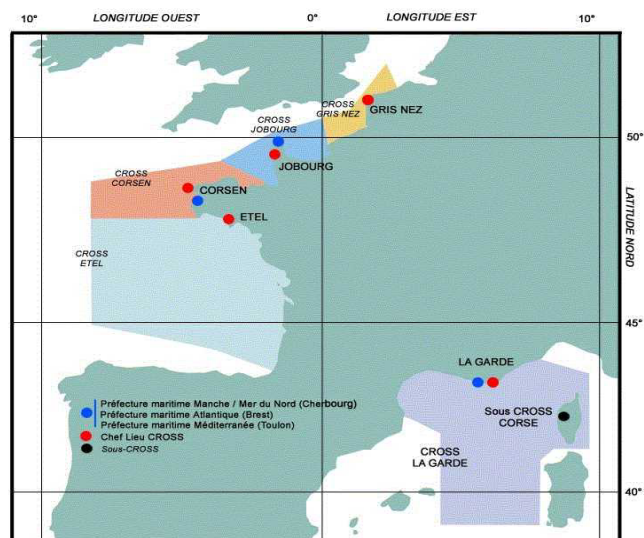 10° LONGITUDE OUEST 0° LONGITUDE EST 10°
CROSS
GRIS NEZ
GRIS NEZ
CROSS
JOBOURG
50°
JOBOURG
CROSS
CORSEN
CORSEN
ETEL
LATITUDE NORD
CROSS
ETEL
45°
LA GARDE
Préfecture maritime Manche / Mer du Nord (Cherbourg)
Préfecture maritime Atlantique (Brest)
Préfecture maritime Méditerranée (Toulon)
Chef Lieu CROSS
Sous-CROSS
Sous CROSS
CORSE
CROSS
LA GARDE
40°